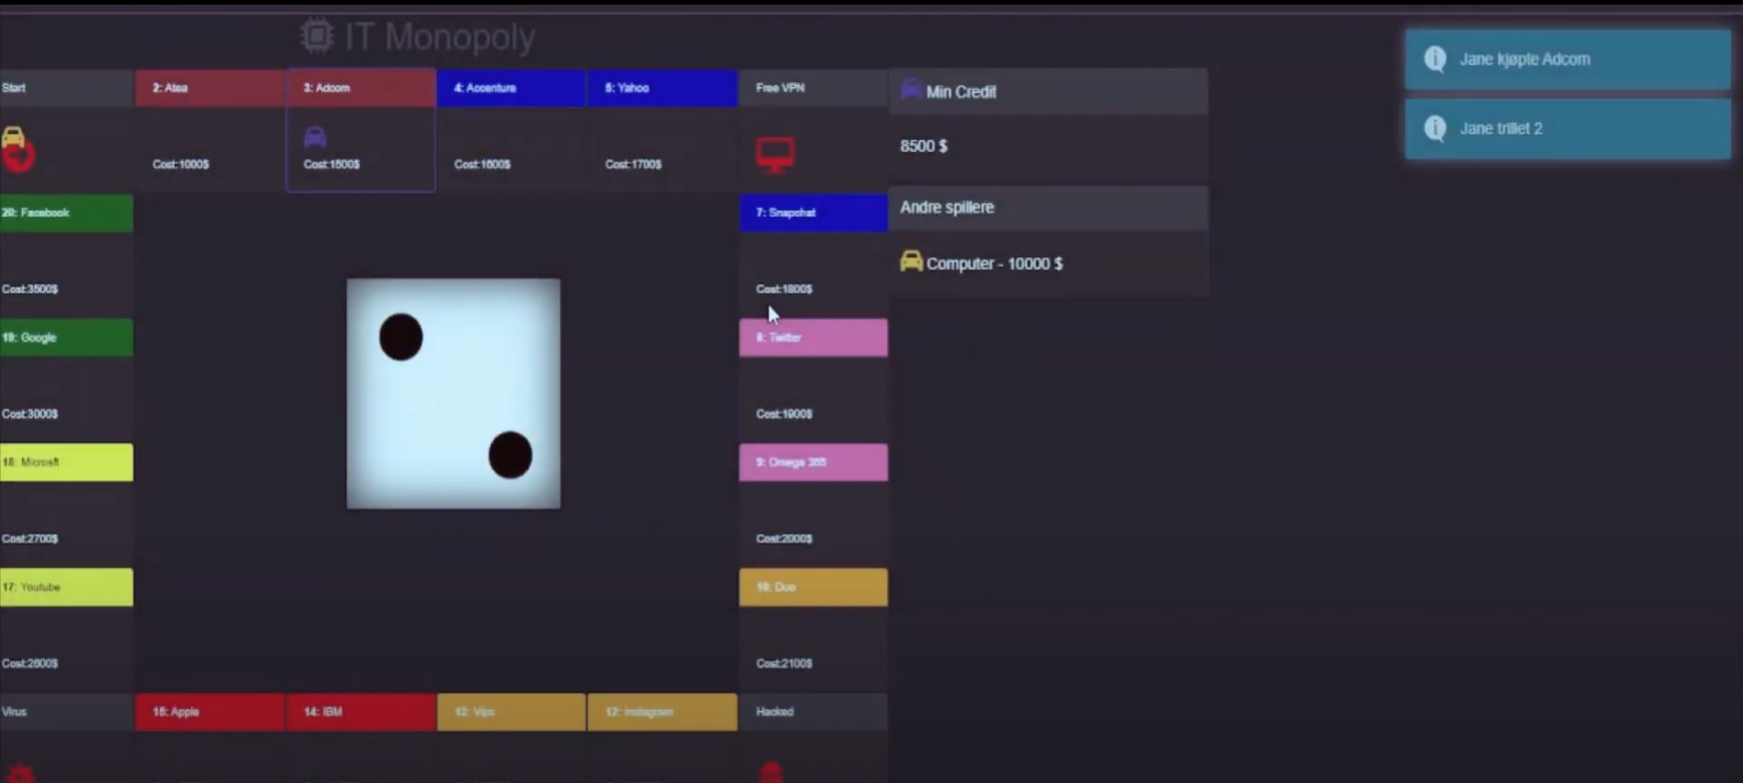 IT Monopoly
Start
2: Atea
3: Adcom
4: Accenture
5: Yahoo
Free VPN
Cost:1000$
Cost:1500$
Cost:1600$
Cost:1700$
Min Credit
8500 $
Andre spillere
Computer - 10000 $
Jane kjøpte Adcom
Jane trillet 2
20: Facebook
Cost:3500$
7: Snapchat
Cost:1800$
19: Google
Cost:3000$
8: Twitter
Cost:1900$
18: Microsft
Cost:2700$
9: Omega 365
Cost:2000$
17: Youtube
Cost:2600$
10: Duo
Cost:2100$
Virus
15: Apple
14: IBM
13: Vips
12: Instagram
Hacked